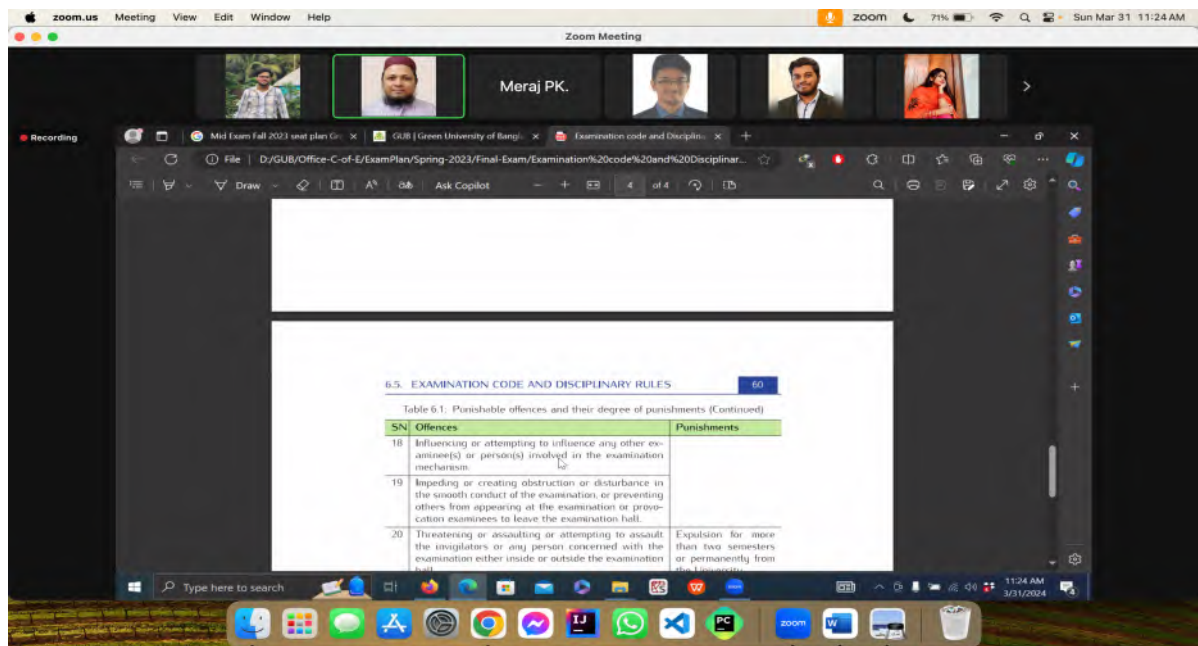 zoom.us Meeting View Edit Window Help
zoom 71% Sun Mar 31 11:24 AM
Zoom Meeting
Meraj PK.
Recording
Mid Exam Fall 2023 seat plan Gr
GUB | Green University of Bangl
Examination code and Disciplin
File D:/GUB/Office-C-of-E/ExamPlan/Spring-2023/Final-Exam/Examination%20code%20and%20Disciplinar...
Draw Ask Copilot 4 of 4
6.5. EXAMINATION CODE AND DISCIPLINARY RULES 60
Table 6.1: Punishable offences and their degree of punishments (Continued)
SN Offences Punishments
18 Influencing or attempting to influence any other ex-
aminee(s) or person(s) involved in the examination
mechanism.
19 Impeding or creating obstruction or disturbance in
the smooth conduct of the examination, or preventing
others from appearing at the examination or provo-
cation examinees to leave the examination hall.
20 Threatening or assaulting or attempting to assault Expulsion for more
the invigilators or any person concerned with the than two semesters
examination either inside or outside the examination or permanently from
hall the University
Type here to search
11:24 AM
3/31/2024
IJ
PC
zoom
W